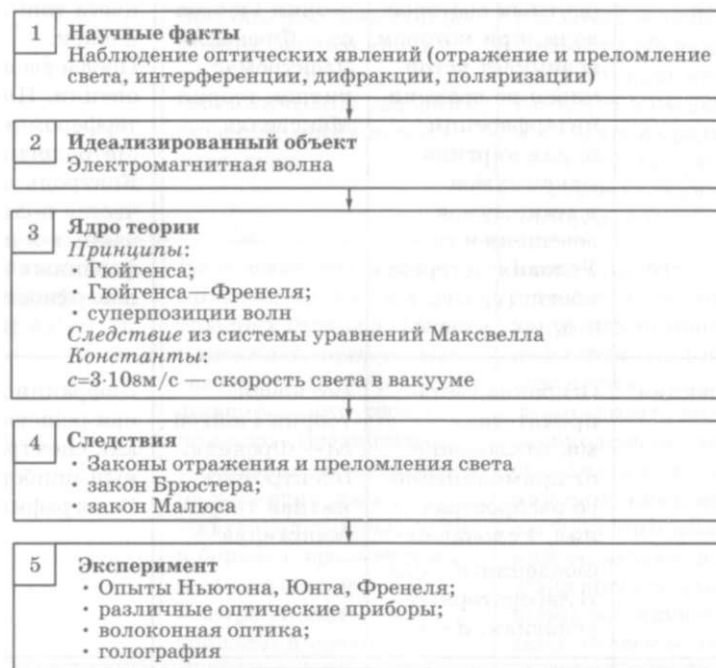 1 Научные факты
Наблюдение оптических явлений (отражения и преломление
света, интерференции, дифракции, поляризации)
2 Идеализированный объект
Электромагнитная волна
3 Ядро теории
Принципы:
• Гюйгенса;
• Гюйгенса—Френеля;
• суперпозиции волн
Следствие из системы уравнений Максвелла
Константы:
c=3·108м/с — скорость света в вакууме
4 Следствия
• Законы отражения и преломления света
• закон Брюстера;
• закон Малюса
5 Эксперимент
• Опыты Ньютона, Юнга, Френеля;
• различные оптические приборы;
• волоконная оптика;
• голография